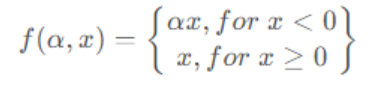 f(α, x) = { αx, for x < 0
x, for x ≥ 0 }